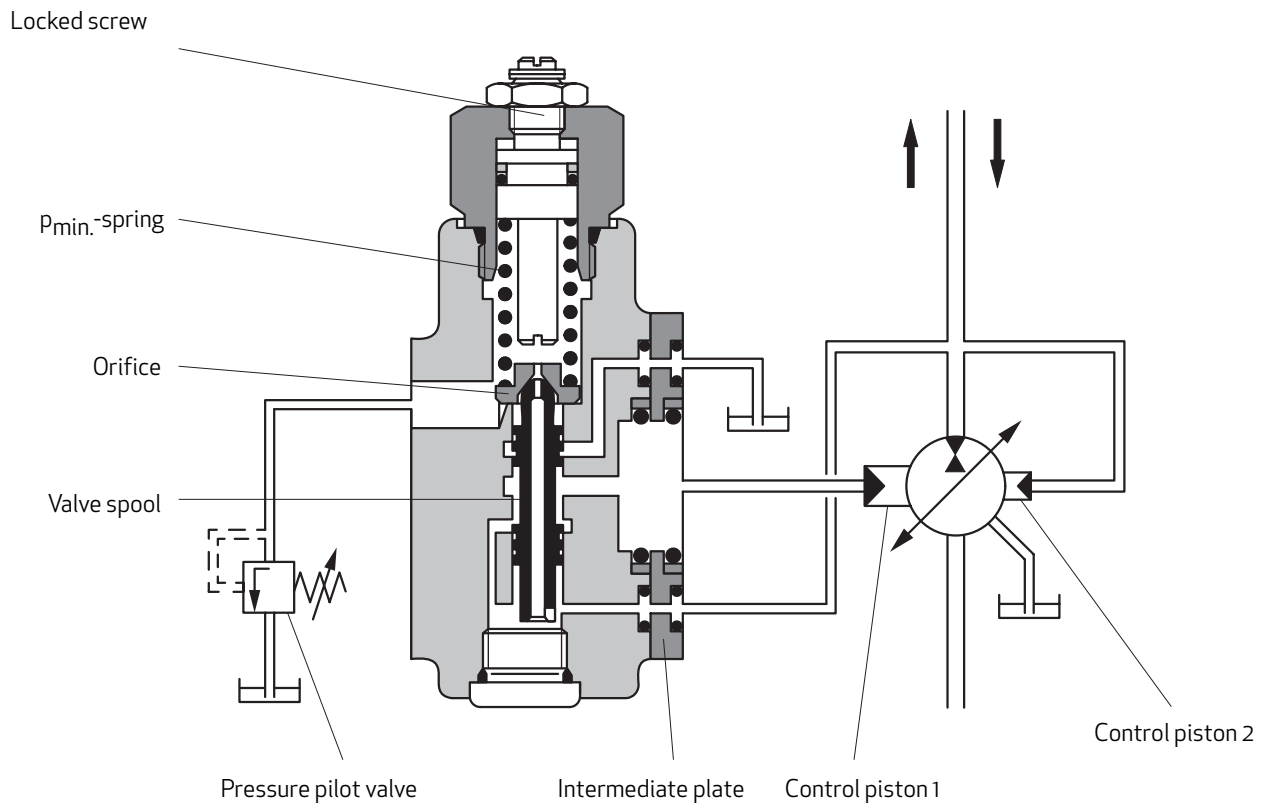 Locked screw
pmin.-spring
Orifice
Valve spool
Pressure pilot valve
Intermediate plate
Control piston 1
Control piston 2